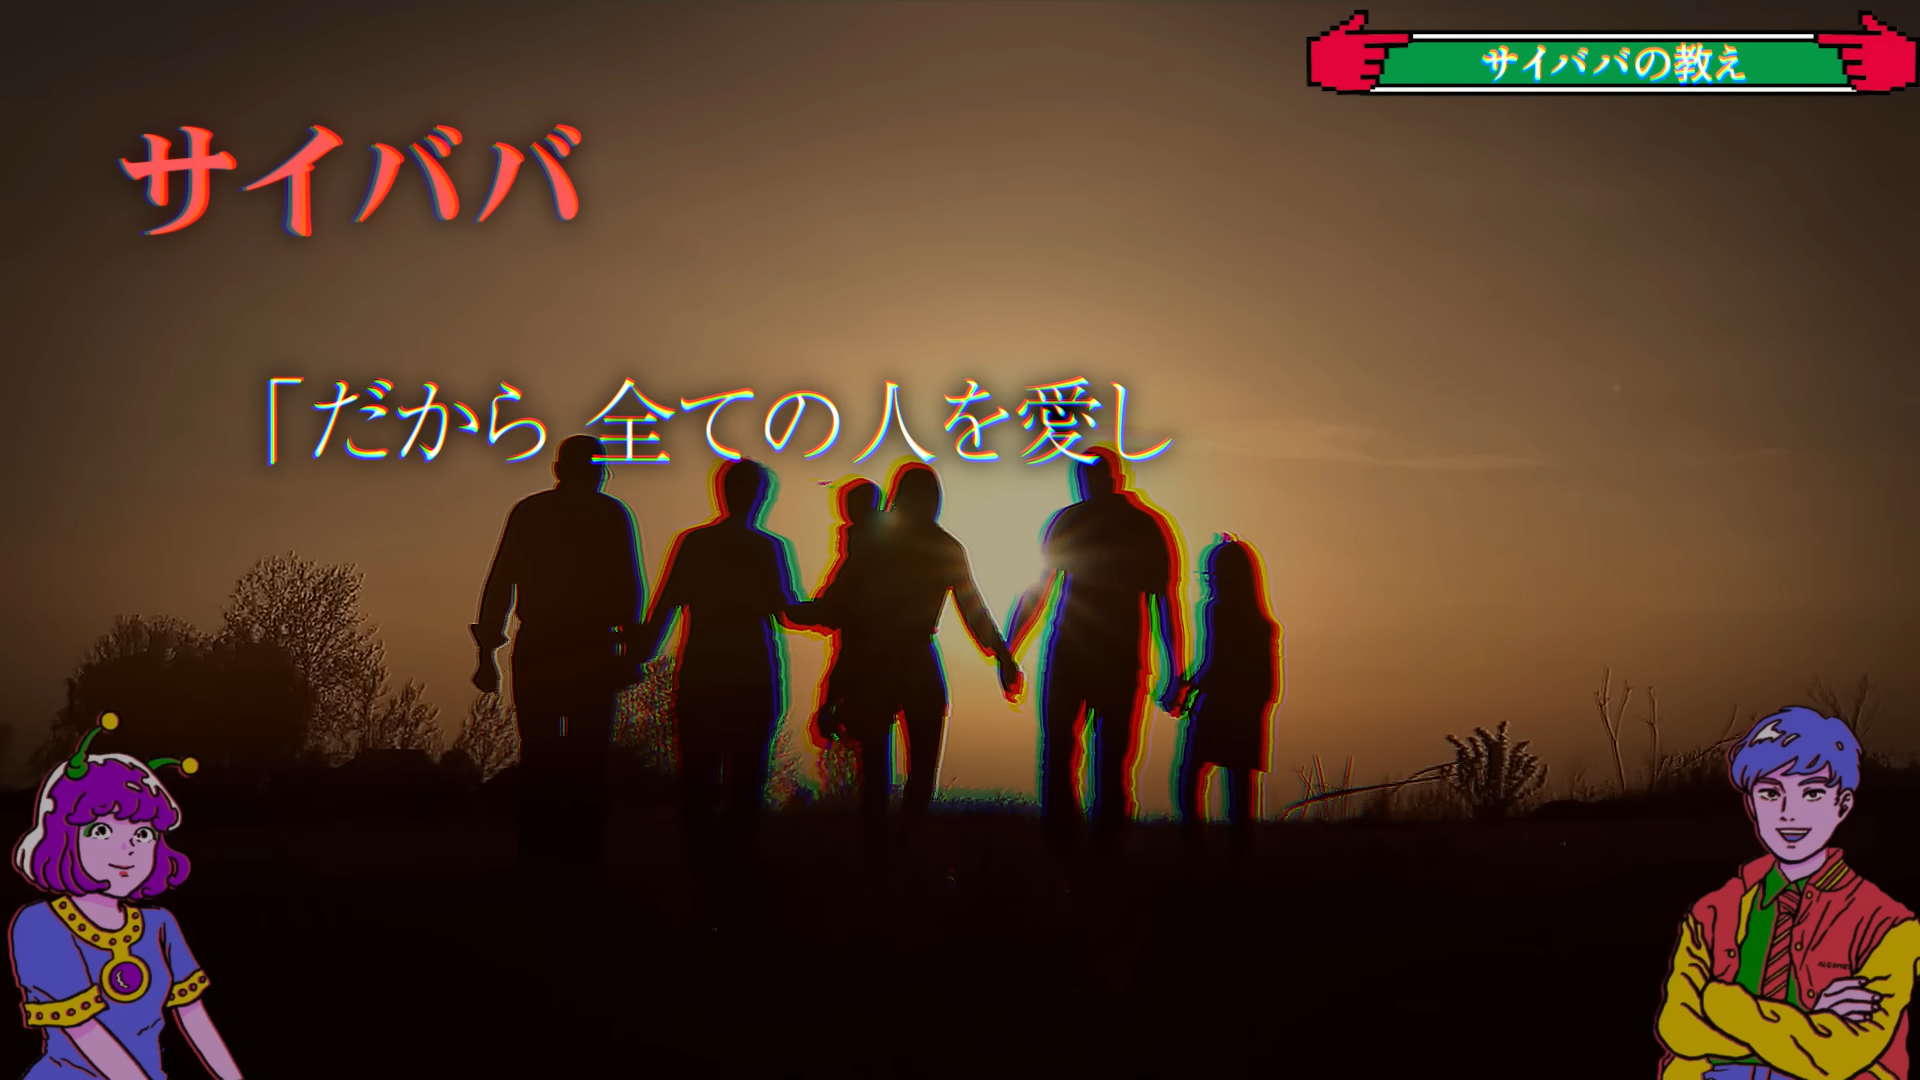 サイババの教え
サイババ
「だから 全ての人を愛し